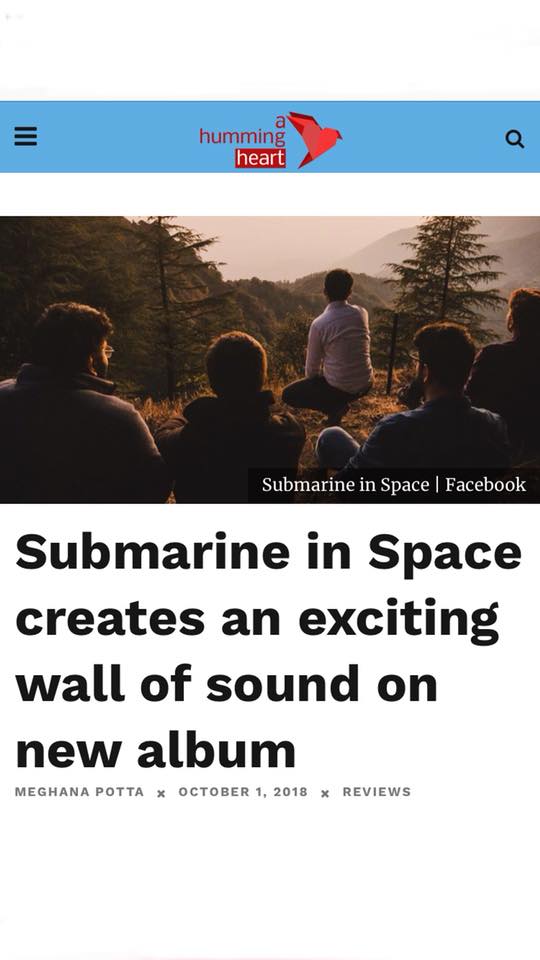 a
humming
heart
Submarine in Space | Facebook
Submarine in Space
creates an exciting
wall of sound on
new album
MEGHANA POTTA × OCTOBER 1, 2018 × REVIEWS